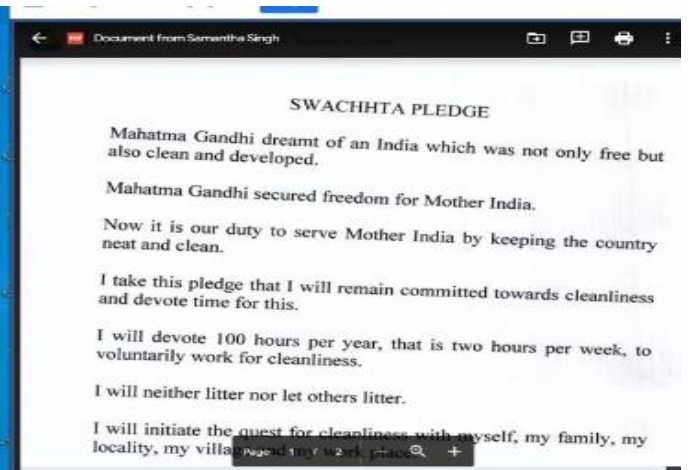 Document from Samantha Singh
SWACHHTA PLEDGE
Mahatma Gandhi dreamt of an India which was not only free but
also clean and developed.
Mahatma Gandhi secured freedom for Mother India.
Now it is our duty to serve Mother India by keeping the country
neat and clean.
I take this pledge that I will remain committed towards cleanliness
and devote time for this.
I will devote 100 hours per year, that is two hours per week, to
voluntarily work for cleanliness.
I will neither litter nor let others litter.
I will initiate the quest for cleanliness with myself, my family, my
locality, my village and my work place.
Page 1 / 2